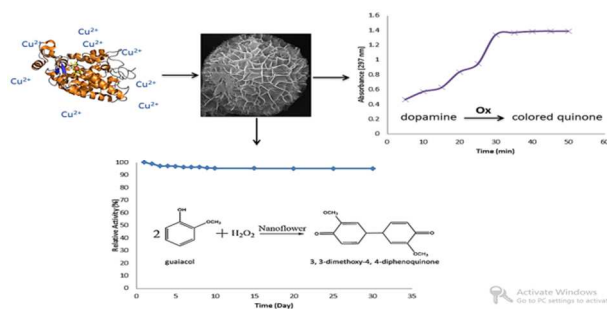 Cu²⁺
Cu²⁺
Cu²⁺
Cu²⁺
Cu²⁺
Cu²⁺
Cu²⁺
Cu²⁺
Cu²⁺
Absorbance [297 nm]
1.6
1.4
1.2
1
0.8
0.6
0.4
0.2
0
dopamine Ox colored quinone
0 10 20 30 40 50 60
Time (min)
Relative Activity (%)
100
90
80
70
60
50
40
30
20
10
0
OH
OCH₃
2
+ H₂O₂ Nanoflower
guaiacol
OCH₃
O
O
OCH₃
3, 3-dimethoxy-4, 4-diphenoquinone
0 5 10 15 20 25 30 35
Time (Day)
Activate Windows
Go to PC settings to activat